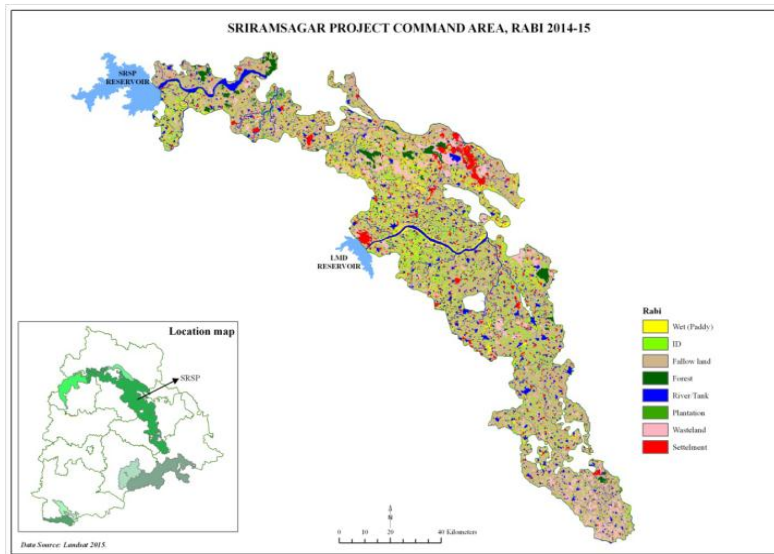 SRIRAMSAGAR PROJECT COMMAND AREA, RABI 2014-15
SRSP
RESERVOIR
LMD
RESERVOIR
Rabi
Wet (Paddy)
ID
Fallow land
Forest
River Tank
Plantation
Wasteland
Settelment
Location map
SRSP
N
0 10 20 40 Kilometers
Data Source: Landsat 2015.